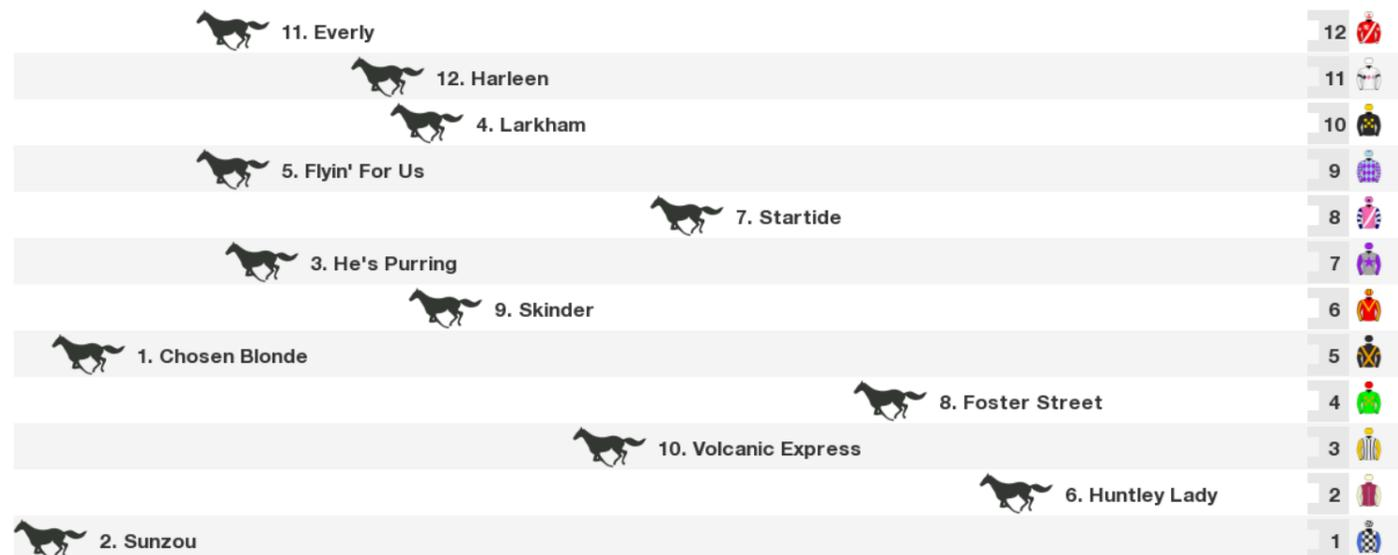 11. Everly 12
12. Harleen 11
4. Larkham 10
5. Flyin' For Us 9
7. Startide 8
3. He's Purring 7
9. Skinder 6
1. Chosen Blonde 5
8. Foster Street 4
10. Volcanic Express 3
6. Huntley Lady 2
2. Sunzou 1